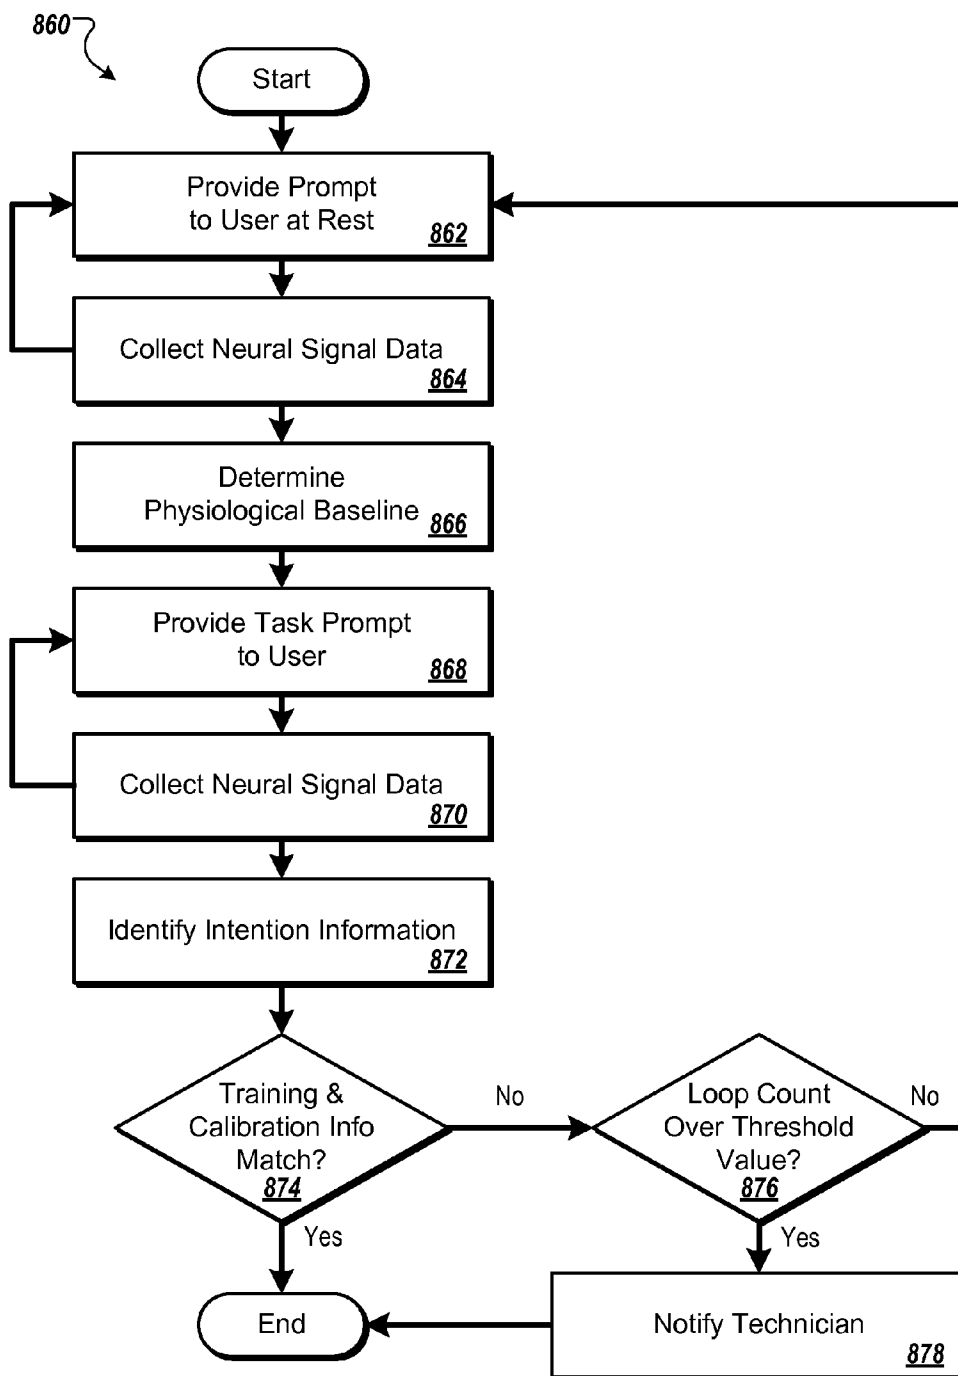 860
Start
Provide Prompt
to User at Rest
862
Collect Neural Signal Data
864
Determine
Physiological Baseline
866
Provide Task Prompt
to User
868
Collect Neural Signal Data
870
Identify Intention Information
872
Training &
Calibration Info
Match?
874
No
Yes
Loop Count
Over Threshold
Value?
876
No
Yes
End
Notify Technician
878